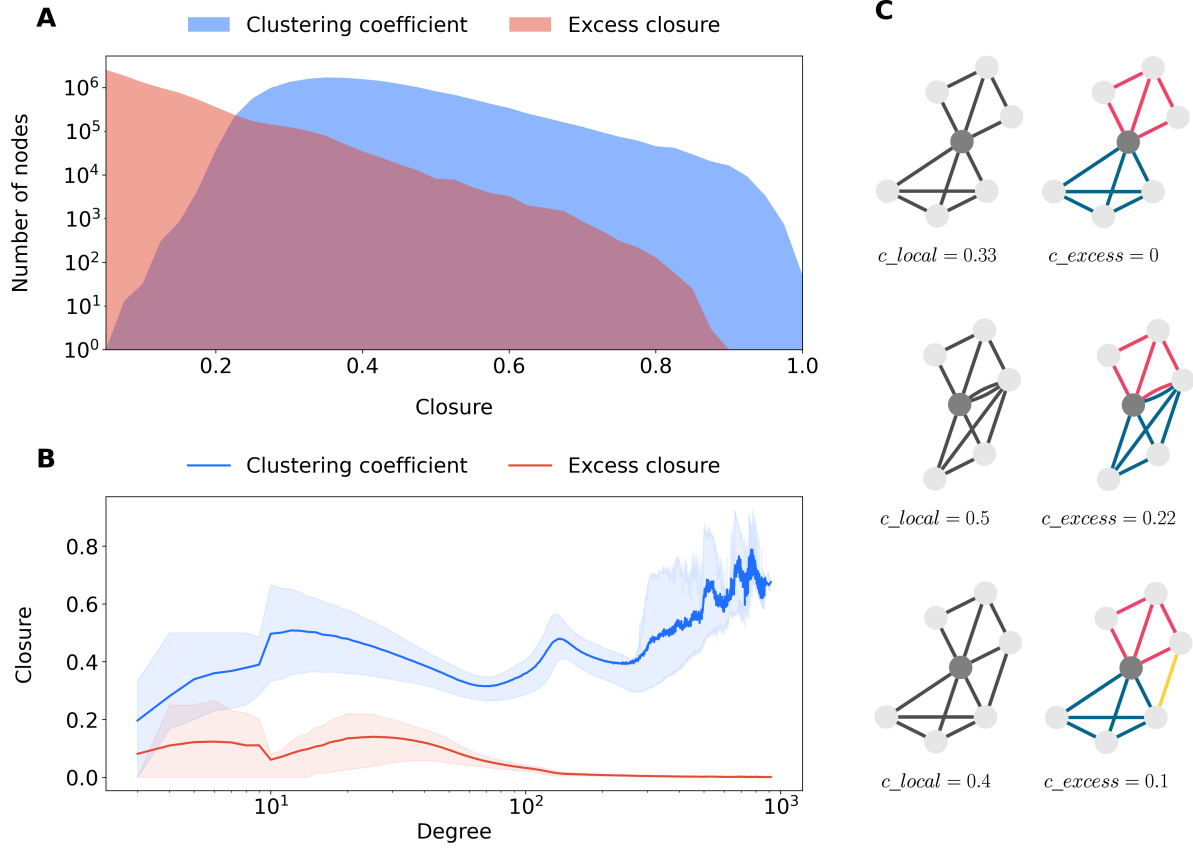 A
Clustering coefficient
Excess closure
Number of nodes
10^6
10^5
10^4
10^3
10^2
10^1
10^0
0.2 0.4 0.6 0.8 1.0
Closure
B
Clustering coefficient
Excess closure
Closure
0.8
0.6
0.4
0.2
0.0
10^1 10^2 10^3
Degree
C
c_local = 0.33
c_excess = 0
c_local = 0.5
c_excess = 0.22
c_local = 0.4
c_excess = 0.1